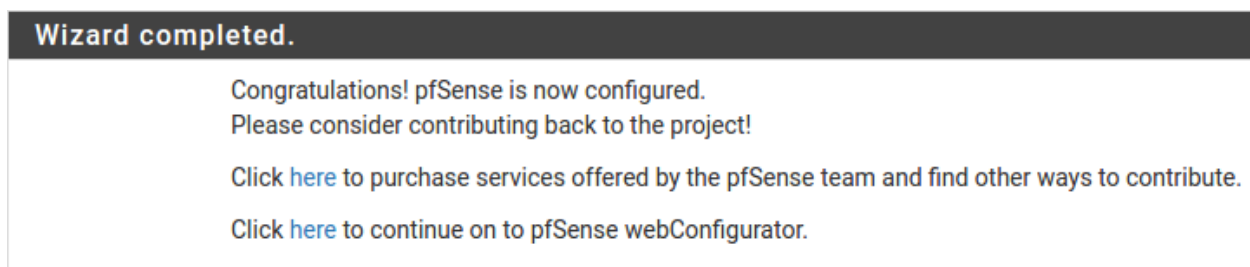 Wizard completed.
Congratulations! pfSense is now configured.
Please consider contributing back to the project!
Click here to purchase services offered by the pfSense team and find other ways to contribute.
Click here to continue on to pfSense webConfigurator.